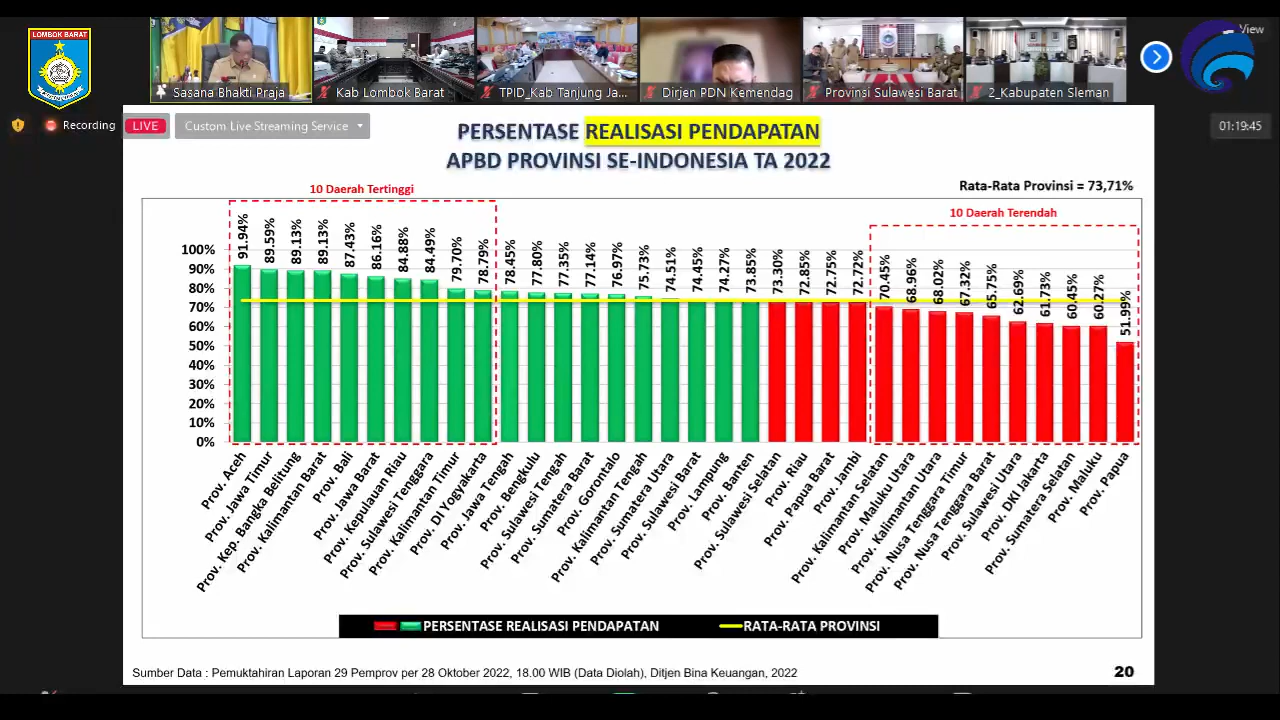 LOMBOK BARAT
Sasana Bhakti Praja
Kab Lombok Barat
TPID_Kab Tanjung Ja...
Dirjen PDN Kemendag
Provinsi Sulawesi Barat
2_Kabupaten Sleman
View
Recording
LIVE
Custom Live Streaming Service
01:19:45
PERSENTASE REALISASI PENDAPATAN
APBD PROVINSI SE-INDONESIA TA 2022
Rata-Rata Provinsi = 73,71%
10 Daerah Tertinggi
10 Daerah Terendah
100%
90%
80%
70%
60%
50%
40%
30%
20%
10%
0%
91.94%
89.59%
89.13%
89.13%
87.43%
86.16%
84.88%
84.49%
79.70%
78.79%
78.45%
77.80%
77.35%
77.14%
76.97%
75.73%
74.51%
74.45%
74.27%
73.85%
73.30%
72.85%
72.75%
72.72%
70.45%
68.96%
68.02%
67.32%
65.75%
62.69%
61.73%
60.45%
60.27%
51.99%
Prov. Aceh
Prov. Jawa Timur
Prov. Kep. Bangka Belitung
Prov. Kalimantan Barat
Prov. Bali
Prov. Jawa Barat
Prov. Kepulauan Riau
Prov. Sulawesi Tenggara
Prov. Kalimantan Timur
Prov. DI Yogyakarta
Prov. Jawa Tengah
Prov. Bengkulu
Prov. Sulawesi Tengah
Prov. Sumatera Barat
Prov. Gorontalo
Prov. Kalimantan Tengah
Prov. Sumatera Utara
Prov. Sulawesi Barat
Prov. Lampung
Prov. Banten
Prov. Sulawesi Selatan
Prov. Riau
Prov. Papua Barat
Prov. Jambi
Prov. Kalimantan Selatan
Prov. Maluku Utara
Prov. Kalimantan Utara
Prov. Nusa Tenggara Timur
Prov. Nusa Tenggara Barat
Prov. Sulawesi Utara
Prov. DKI Jakarta
Prov. Sumatera Selatan
Prov. Maluku
Prov. Papua
PERSENTASE REALISASI PENDAPATAN
RATA-RATA PROVINSI
Sumber Data : Pemuktahiran Laporan 29 Pemprov per 28 Oktober 2022, 18.00 WIB (Data Diolah), Ditjen Bina Keuangan, 2022
20